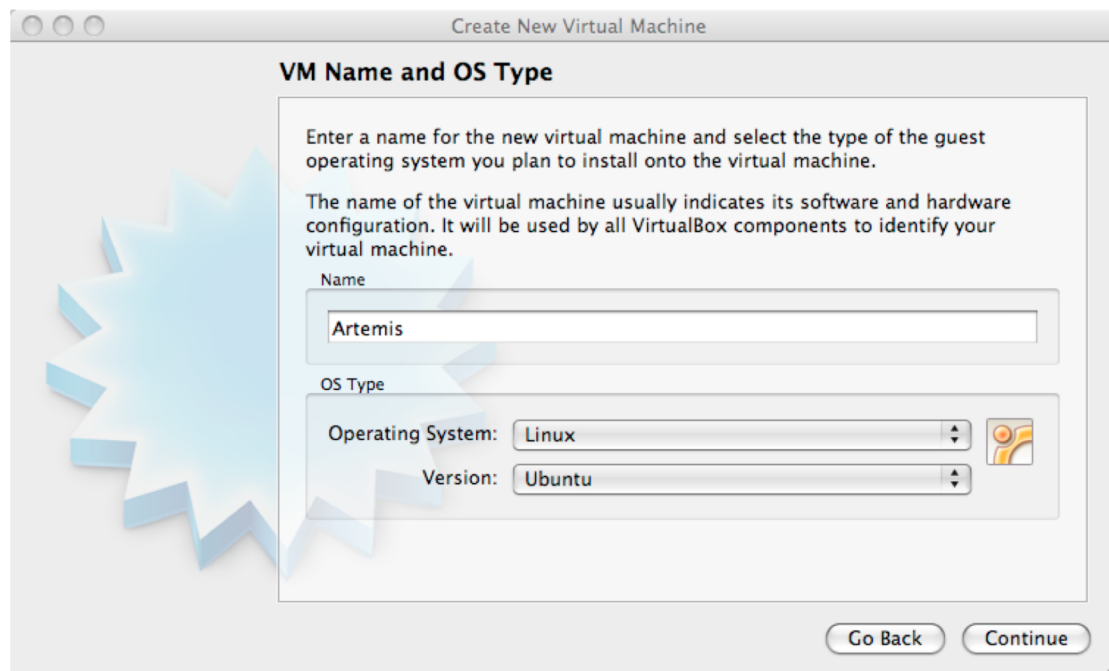 Create New Virtual Machine
VM Name and OS Type
Enter a name for the new virtual machine and select the type of the guest
operating system you plan to install onto the virtual machine.
The name of the virtual machine usually indicates its software and hardware
configuration. It will be used by all VirtualBox components to identify your
virtual machine.
Name
Artemis
OS Type
Operating System: Linux
Version: Ubuntu
Go Back Continue